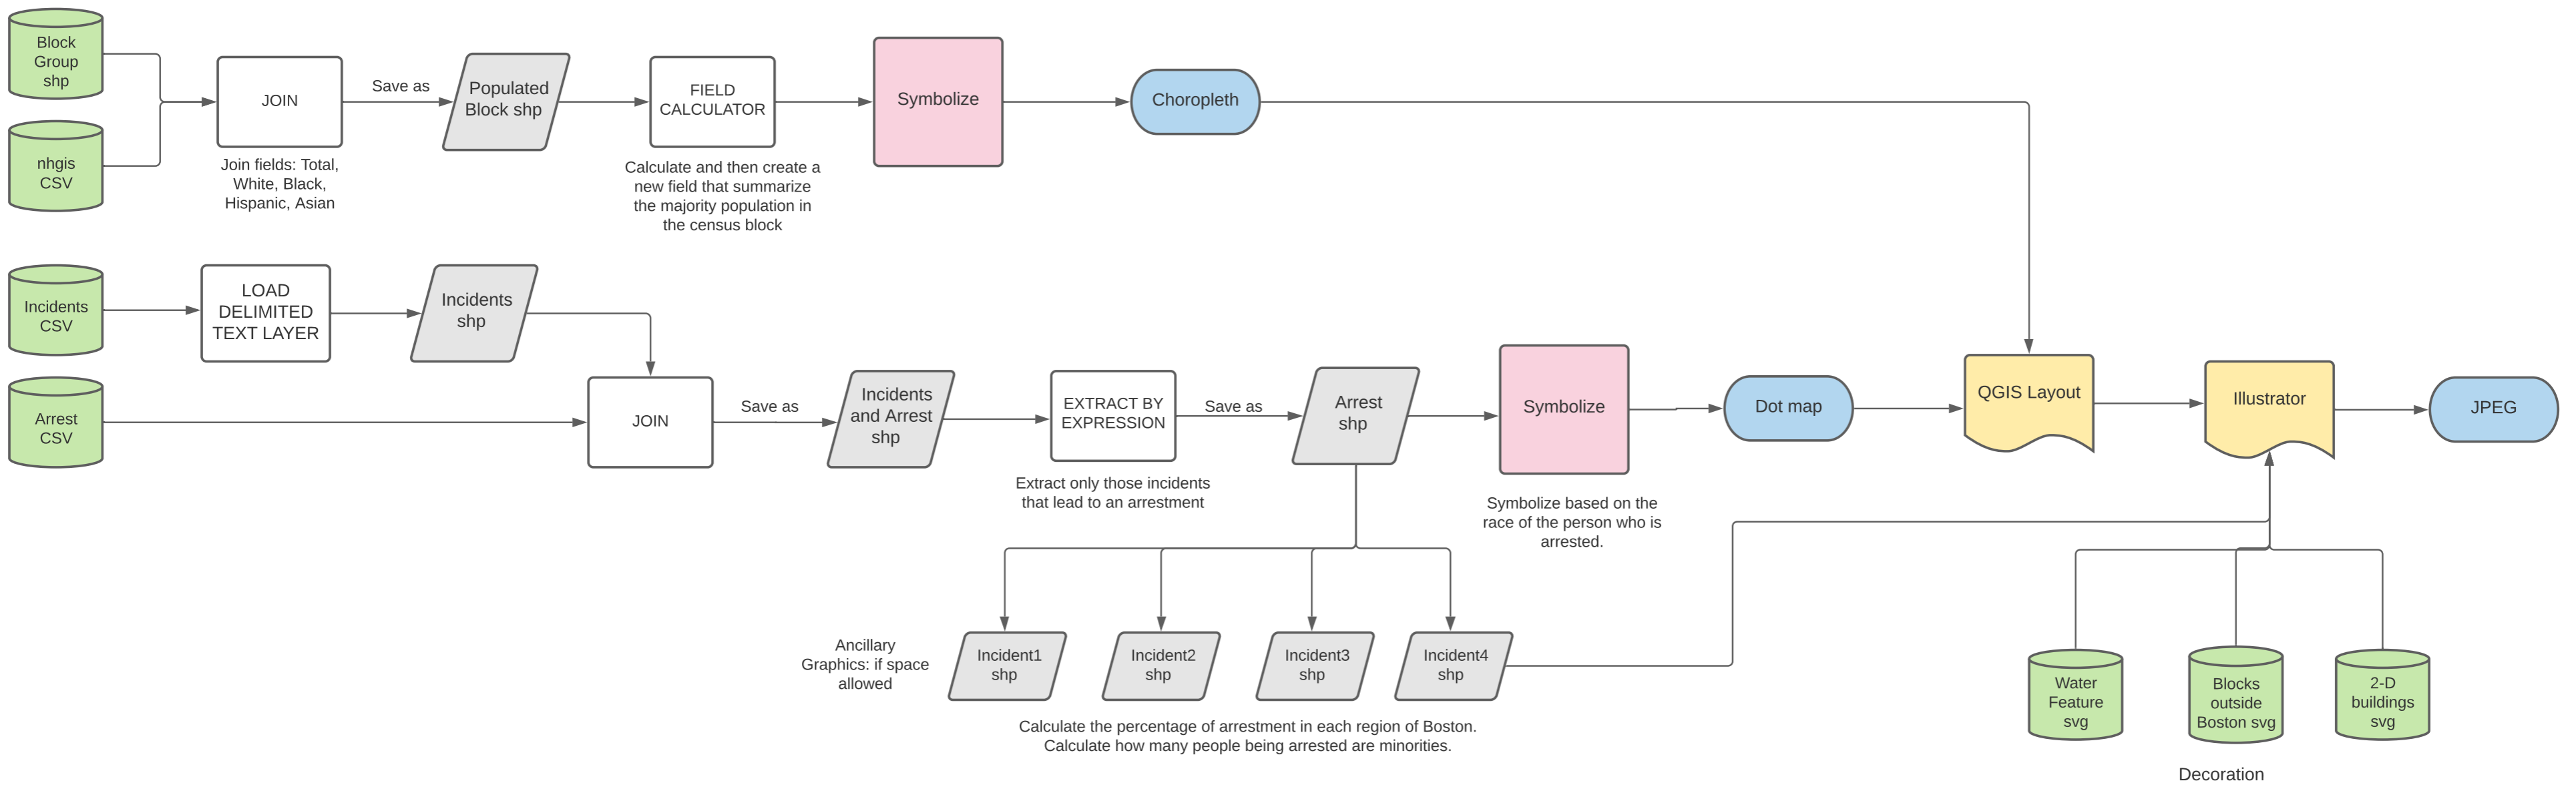 Block
Group
shp
nhgis
CSV
JOIN
Join fields: Total,
White, Black,
Hispanic, Asian
Save as
Populated
Block shp
FIELD
CALCULATOR
Calculate and then create a
new field that summarize
the majority population in
the census block
Symbolize
Choropleth
Incidents
CSV
LOAD
DELIMITED
TEXT LAYER
Incidents
shp
Arrest
CSV
JOIN
Save as
Incidents
and Arrest
shp
EXTRACT BY
EXPRESSION
Extract only those incidents
that lead to an arrestment
Save as
Arrest
shp
Symbolize
Symbolize based on the
race of the person who is
arrested.
Dot map
QGIS Layout
Illustrator
JPEG
Ancillary
Graphics: if space
allowed
Incident1
shp
Incident2
shp
Incident3
shp
Incident4
shp
Calculate the percentage of arrestment in each region of Boston.
Calculate how many people being arrested are minorities.
Water
Feature
svg
Blocks
outside
Boston svg
2-D
buildings
svg
Decoration